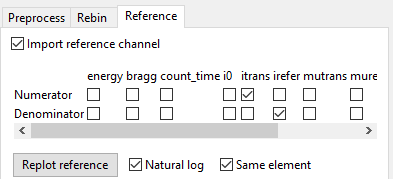 Preprocess Rebin Reference
Import reference channel
energy bragg count_time i0 itrans irefer mutrans mure
Numerator
Denominator
Replot reference Natural log Same element